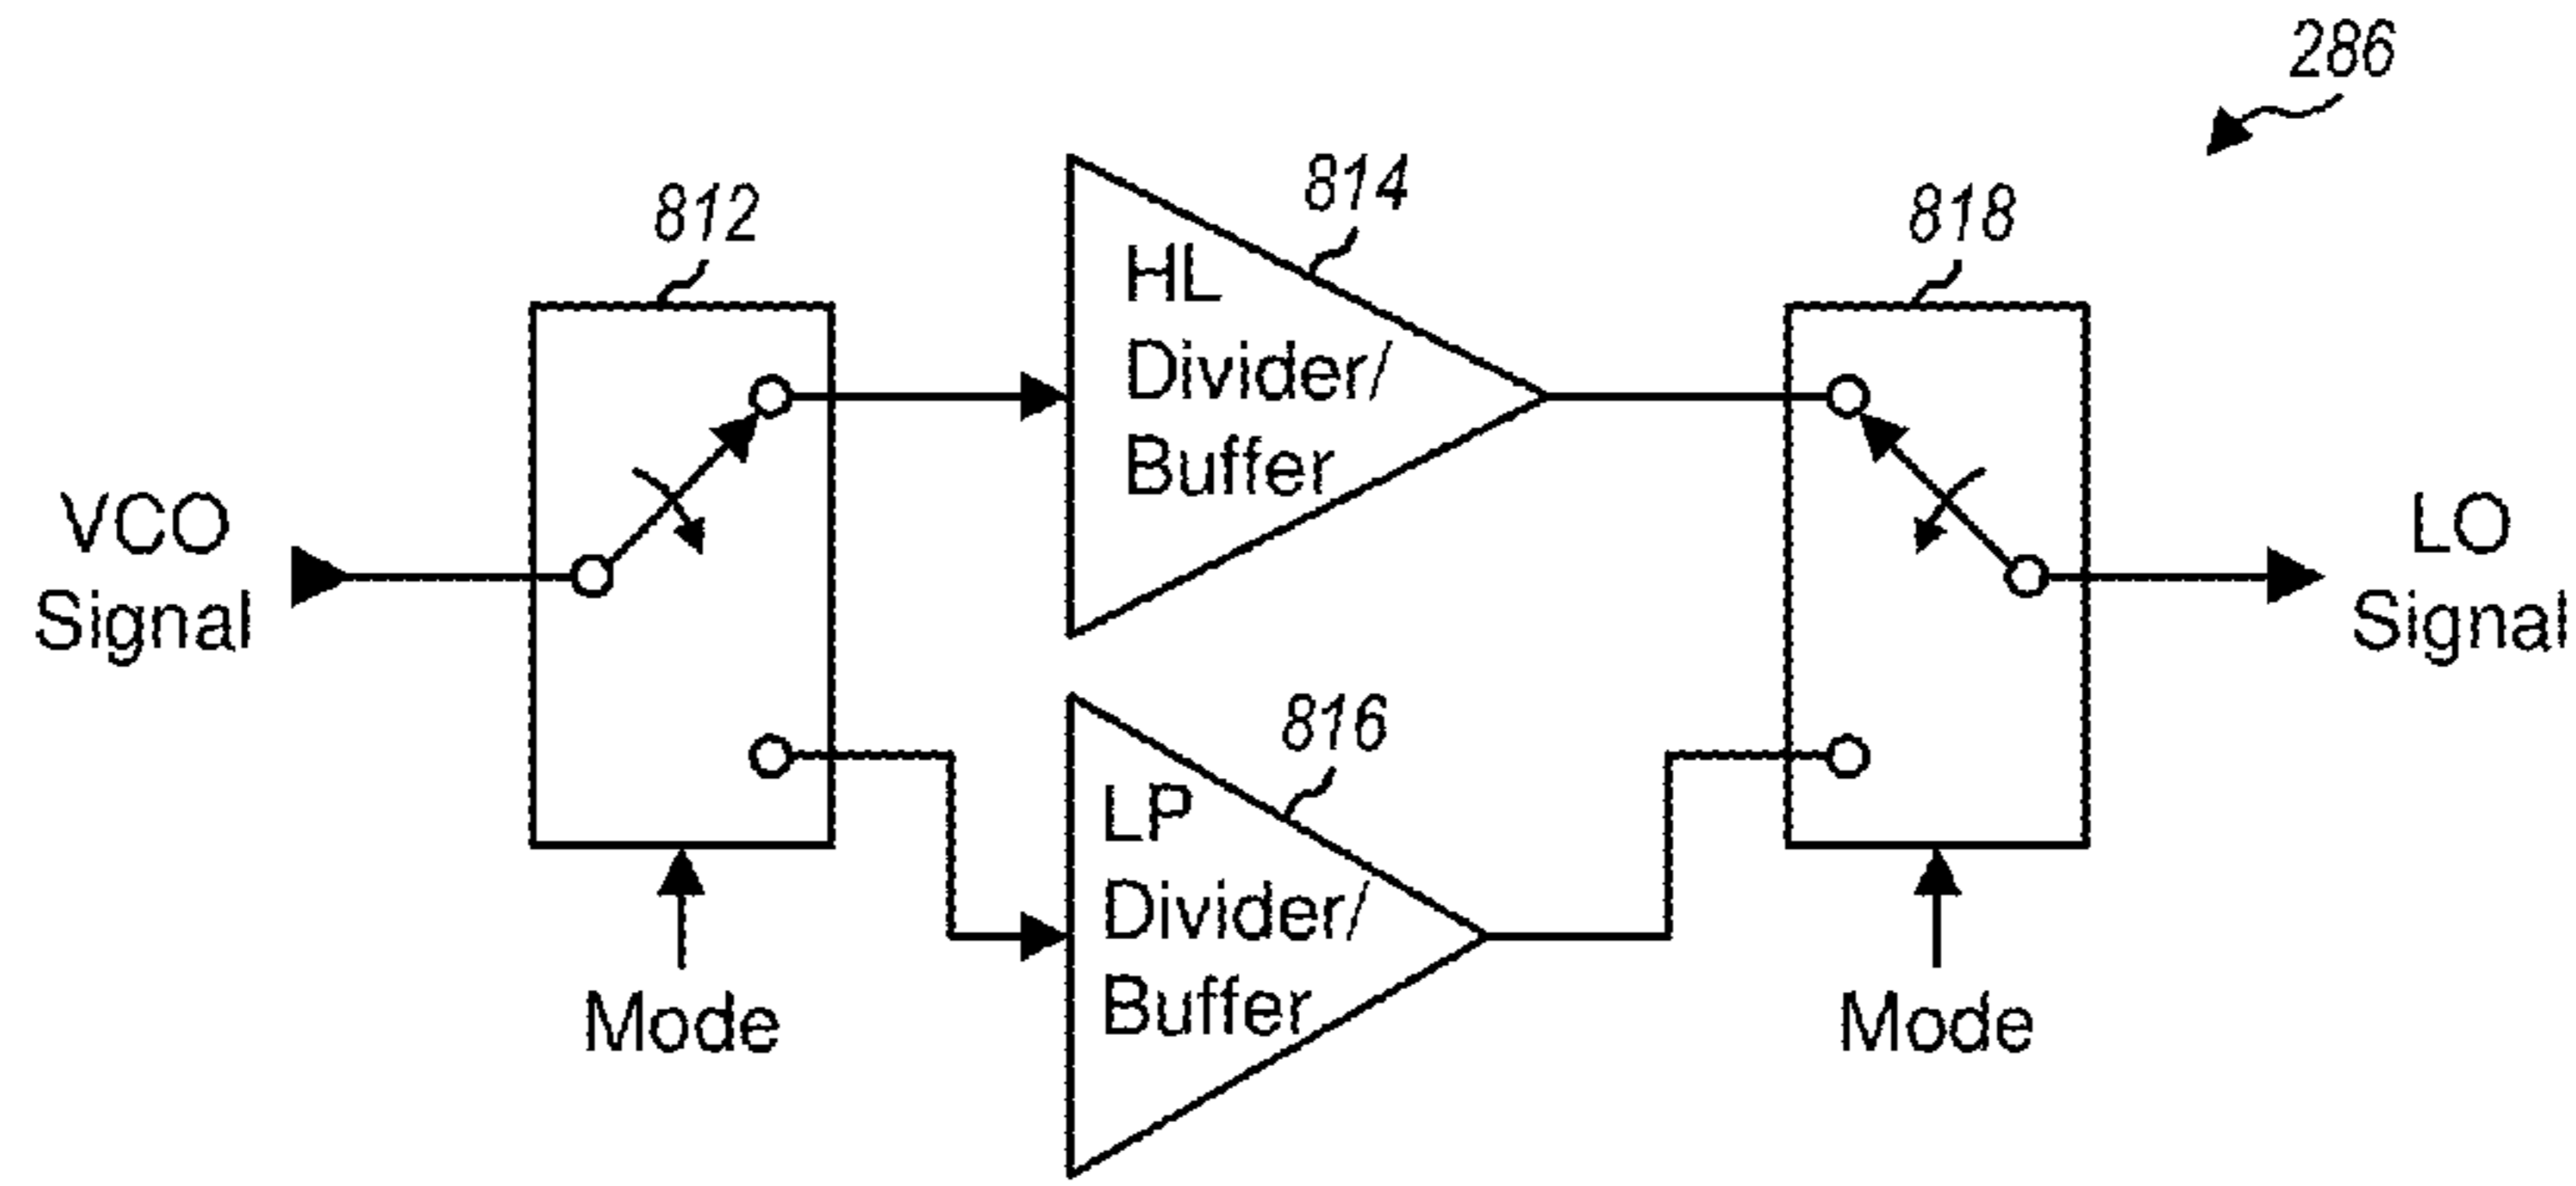 286
812
814
818
HL
Divider/
Buffer
VCO
Signal
LO
Signal
816
LP
Divider/
Buffer
Mode
Mode